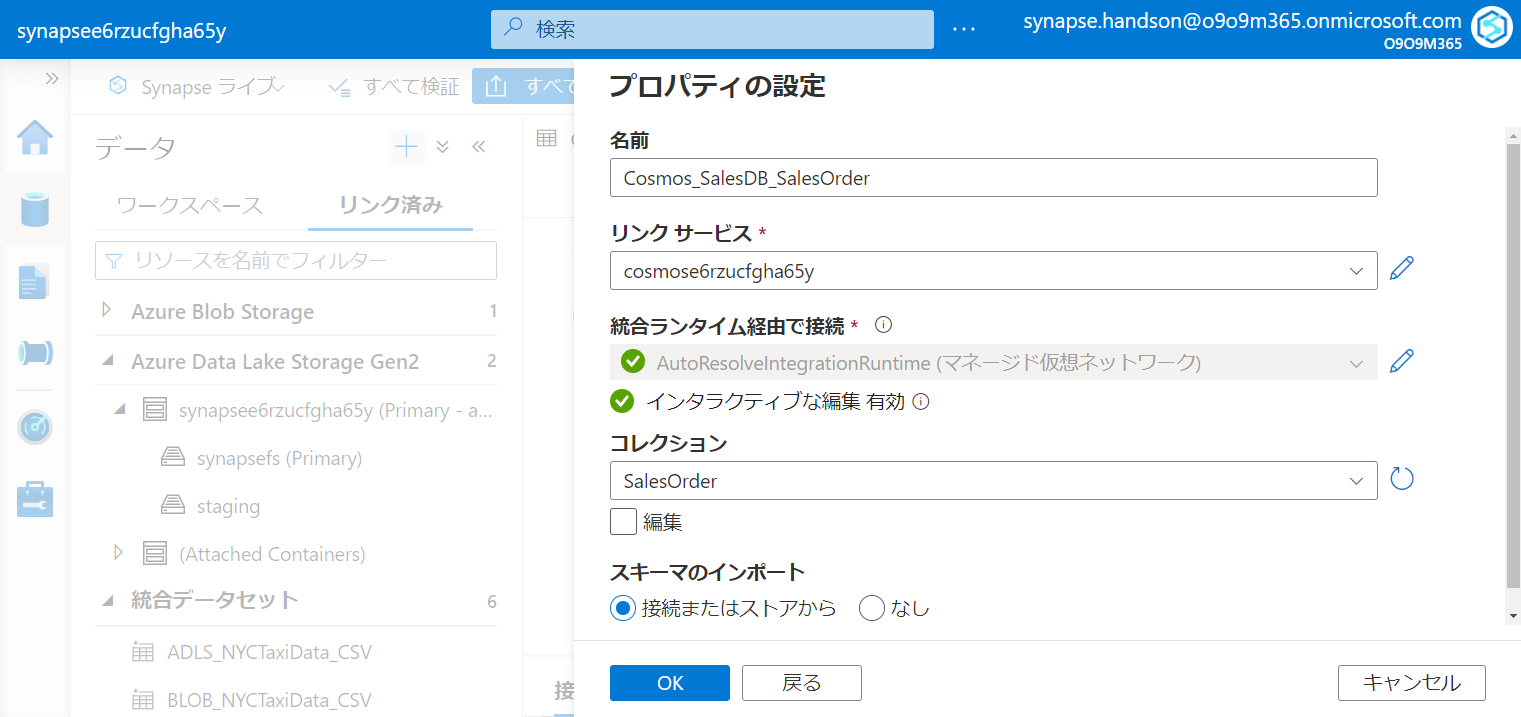 synapsee6rzucfgha65y
検索
synapse.handson@o9o9m365.onmicrosoft.com
O9O9M365
Synapse ライブ
すべて検証
すべて
データ
ワークスペース
リンク済み
リソースを名前でフィルター
Azure Blob Storage 1
Azure Data Lake Storage Gen2 2
synapsee6rzucfgha65y (Primary - a...
synapsefs (Primary)
staging
(Attached Containers)
統合データセット 6
ADLS_NYCTaxiData_CSV
BLOB_NYCTaxiData_CSV
接
プロパティの設定
名前
Cosmos_SalesDB_SalesOrder
リンク サービス *
cosmose6rzucfgha65y
統合ランタイム経由で接続 *
AutoResolveIntegrationRuntime (マネージド仮想ネットワーク)
インタラクティブな編集 有効
コレクション
SalesOrder
編集
スキーマのインポート
接続またはストアから なし
OK 戻る キャンセル